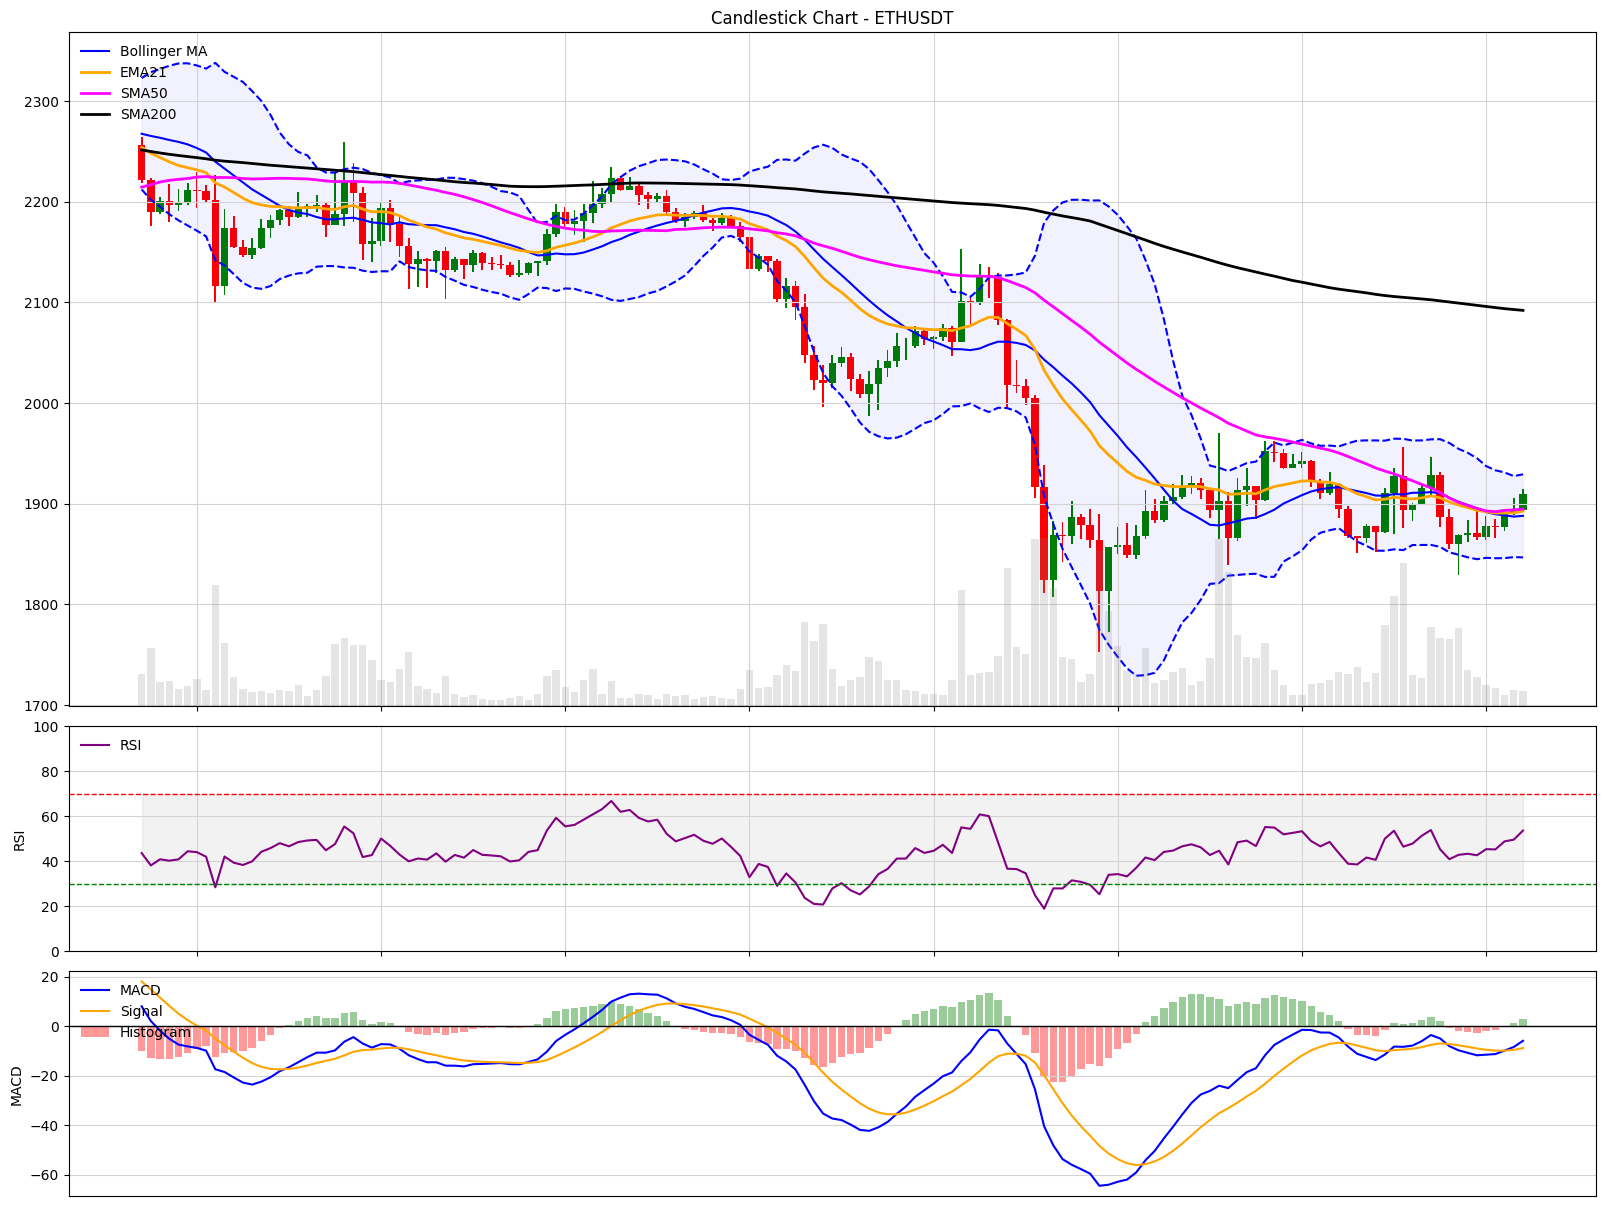 Candlestick Chart - ETHUSDT
Bollinger MA
EMA21
SMA50
SMA200
2300
2200
2100
2000
1900
1800
1700
RSI
100
80
60
40
20
0
RSI
MACD
Signal
Histogram
20
0
−20
−40
−60
MACD